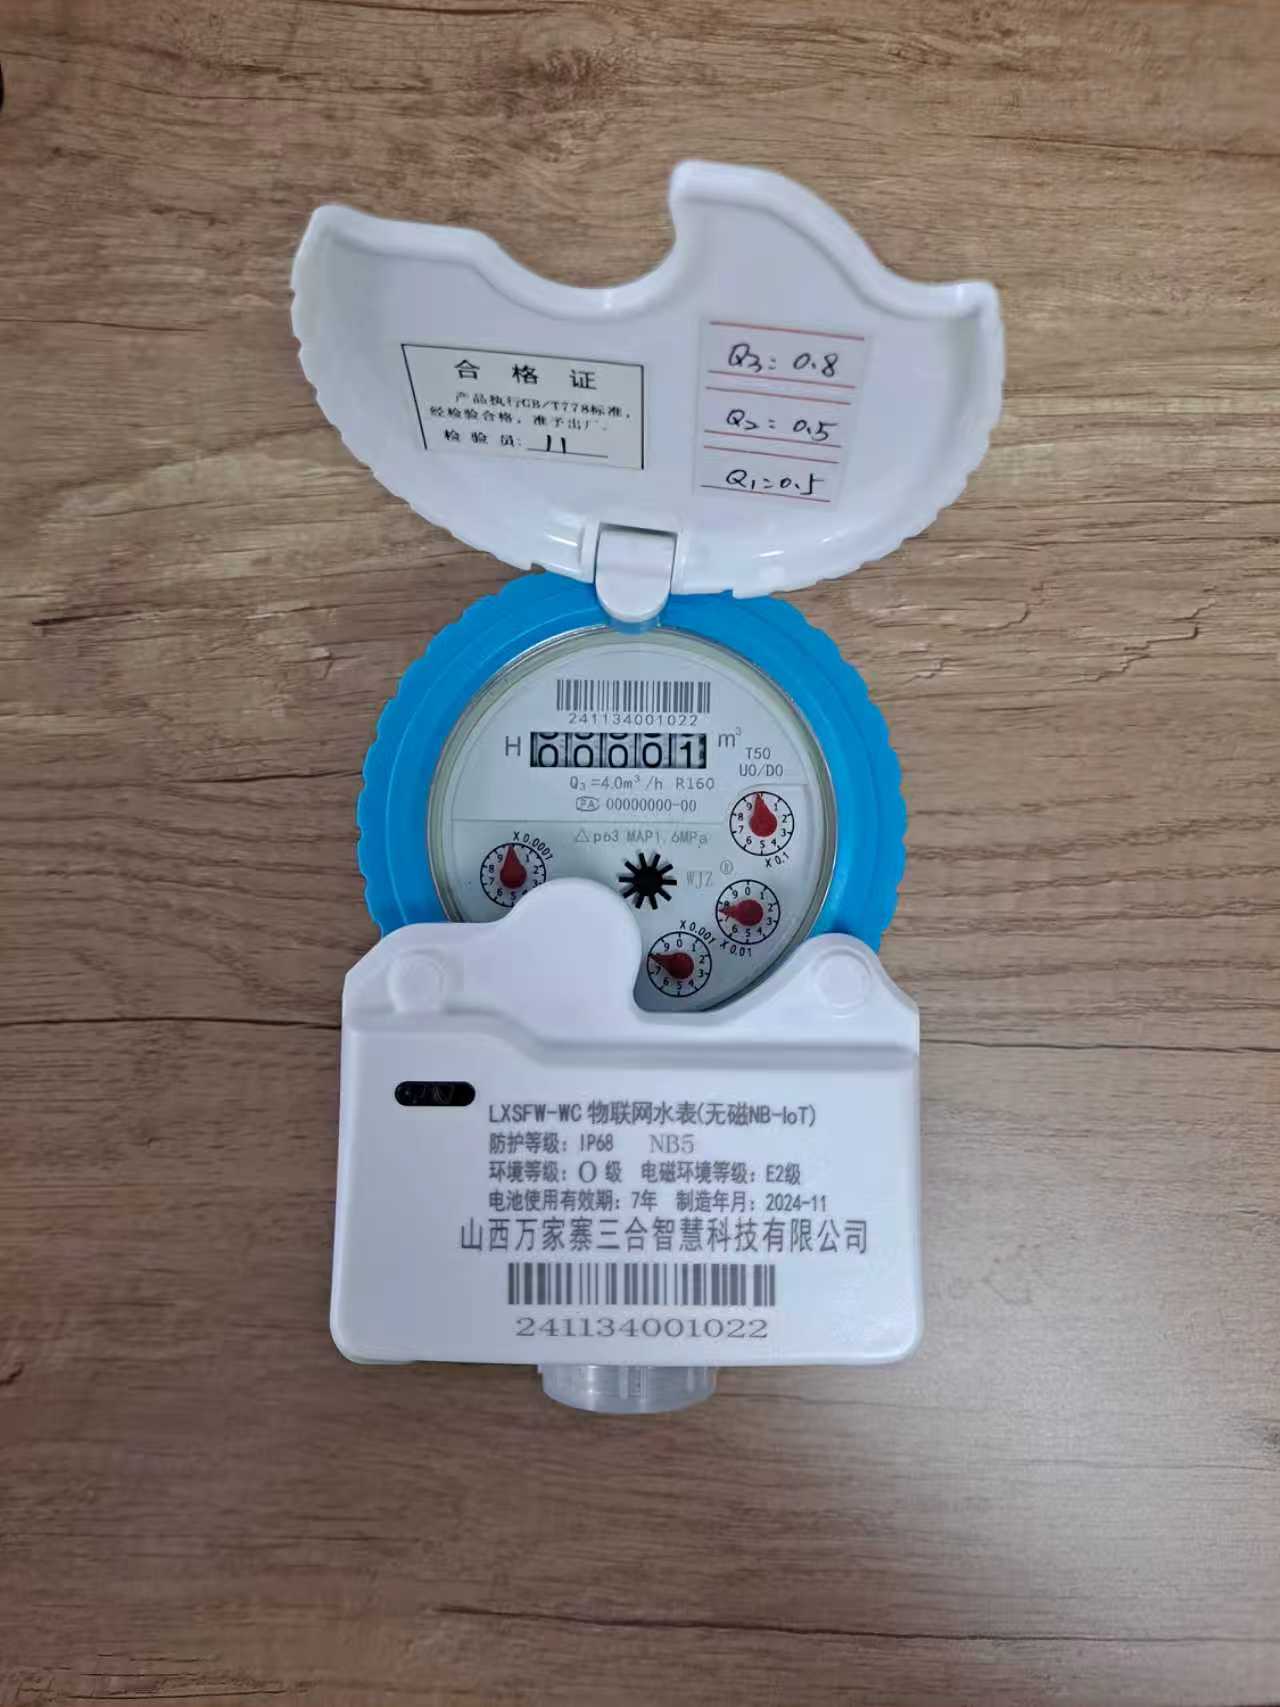 合格证
产品执行GB/T778标准，
经检验合格，准予出厂。
检验员: 11
Q3: 0.8
Q2 = 0.5
Q1=0.5
241134001022
H 00001 m³
T50
U0/D0
Q₃=4.0m³/h R160
PA 00000000-00
△p63 MAP1.6MPa
X0.0001
X0.1
WJZ ®
X0.01
X0.001
LXSFW-WC 物联网水表(无磁NB-IoT)
防护等级：IP68 NB5
环境等级：O 级 电磁环境等级：E2级
电池使用有效期：7年 制造年月：2024-11
山西万家寨三合智慧科技有限公司
241134001022